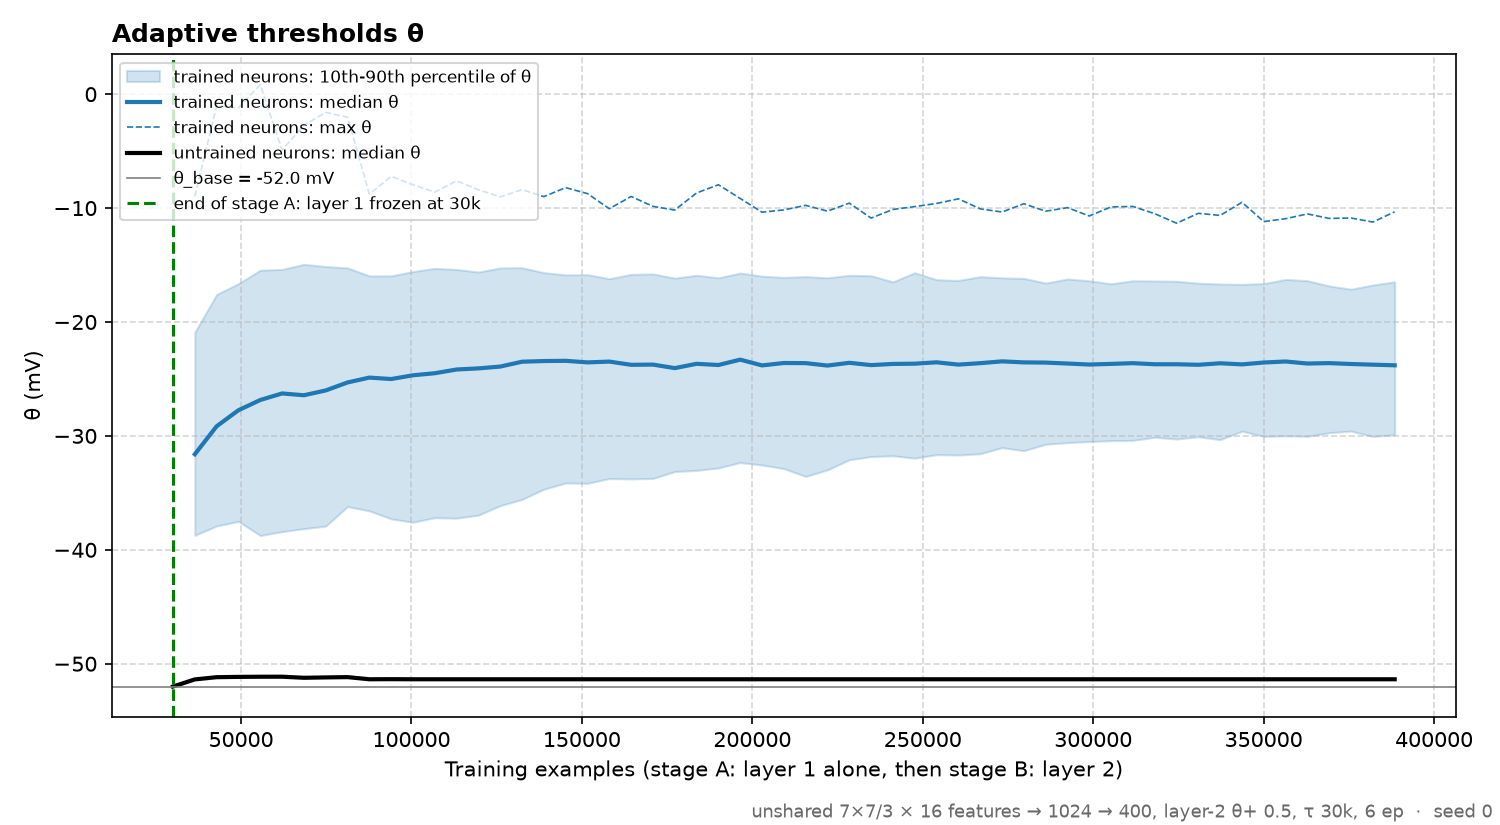 Adaptive thresholds θ
trained neurons: 10th-90th percentile of θ
trained neurons: median θ
trained neurons: max θ
untrained neurons: median θ
θ_base = -52.0 mV
end of stage A: layer 1 frozen at 30k
0
−10
−20
−30
−40
−50
θ (mV)
50000 100000 150000 200000 250000 300000 350000 400000
Training examples (stage A: layer 1 alone, then stage B: layer 2)
unshared 7×7/3 × 16 features → 1024 → 400, layer-2 θ+ 0.5, τ 30k, 6 ep · seed 0